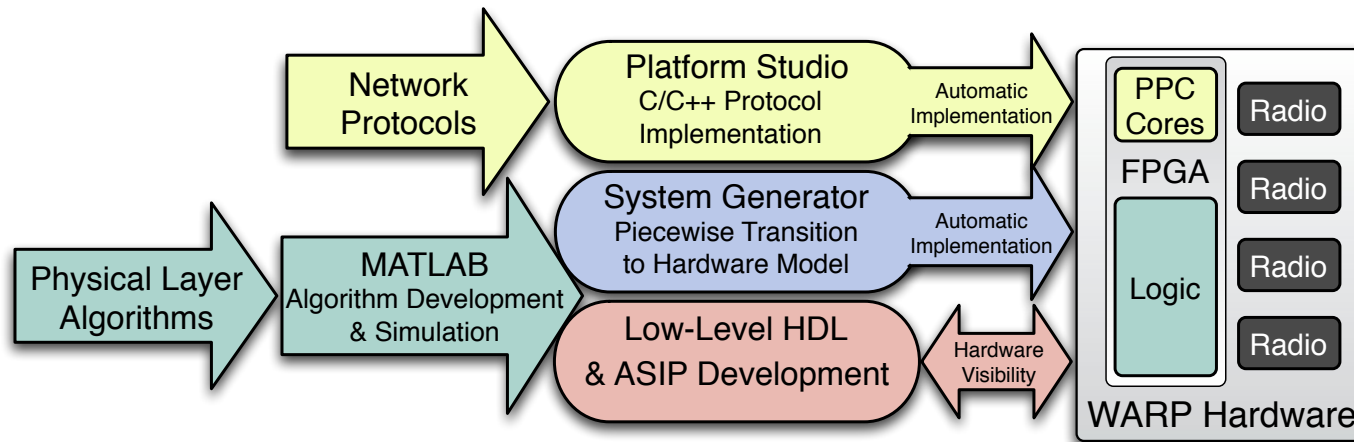 Network
Protocols
Platform Studio
C/C++ Protocol
Implementation
Automatic
Implementation
Physical Layer
Algorithms
MATLAB
Algorithm Development
& Simulation
System Generator
Piecewise Transition
to Hardware Model
Automatic
Implementation
Low-Level HDL
& ASIP Development
Hardware
Visibility
PPC
Cores
FPGA
Logic
Radio
Radio
Radio
Radio
WARP Hardware